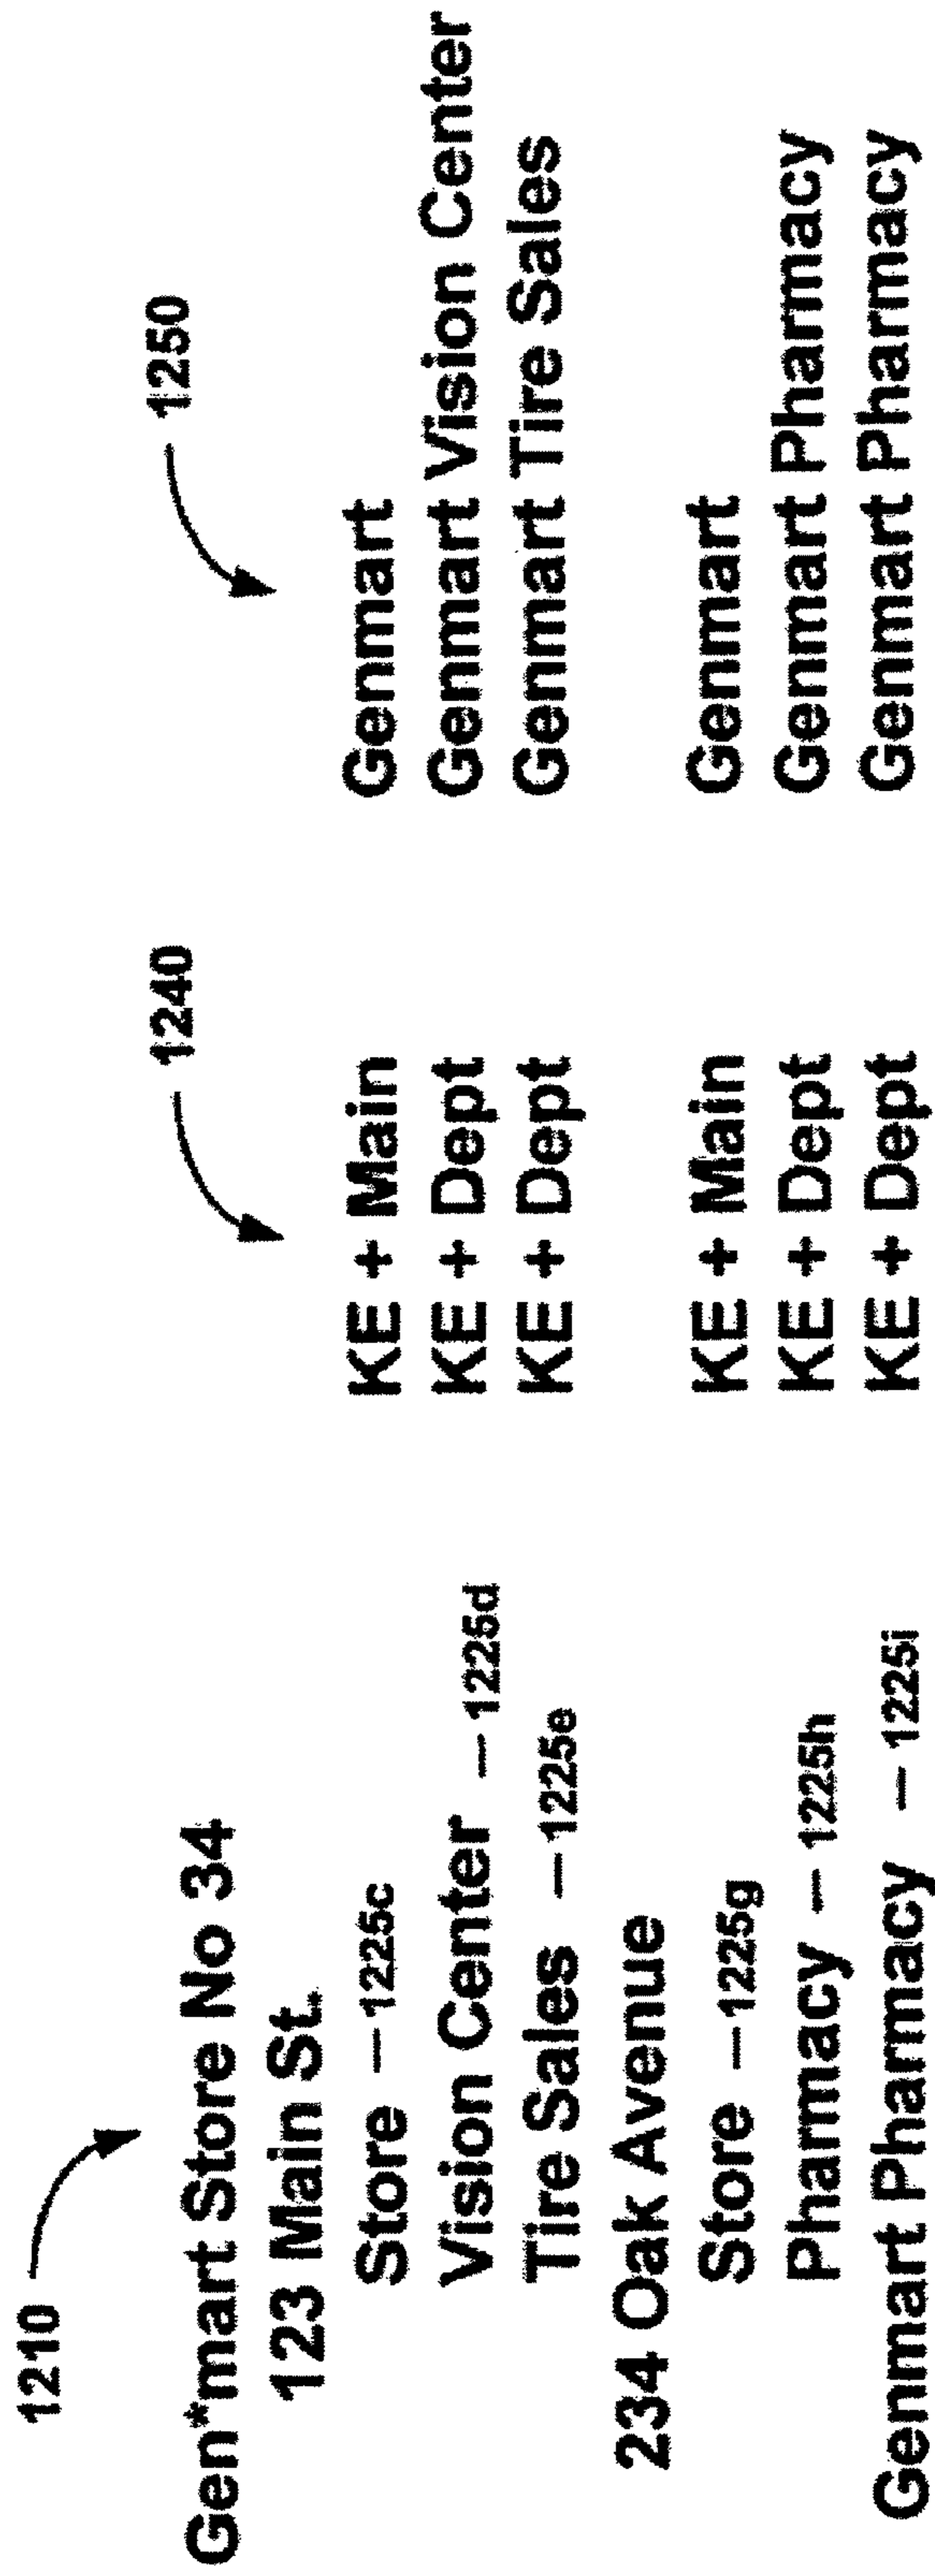 1210
1240
1250
Gen*mart Store No 34
123 Main St.
Store — 1225c KE + Main Genmart
Vision Center — 1225d KE + Dept Genmart Vision Center
Tire Sales — 1225e KE + Dept Genmart Tire Sales
234 Oak Avenue
Store — 1225g KE + Main Genmart
Pharmacy — 1225h KE + Dept Genmart Pharmacy
Genmart Pharmacy — 1225i KE + Dept Genmart Pharmacy